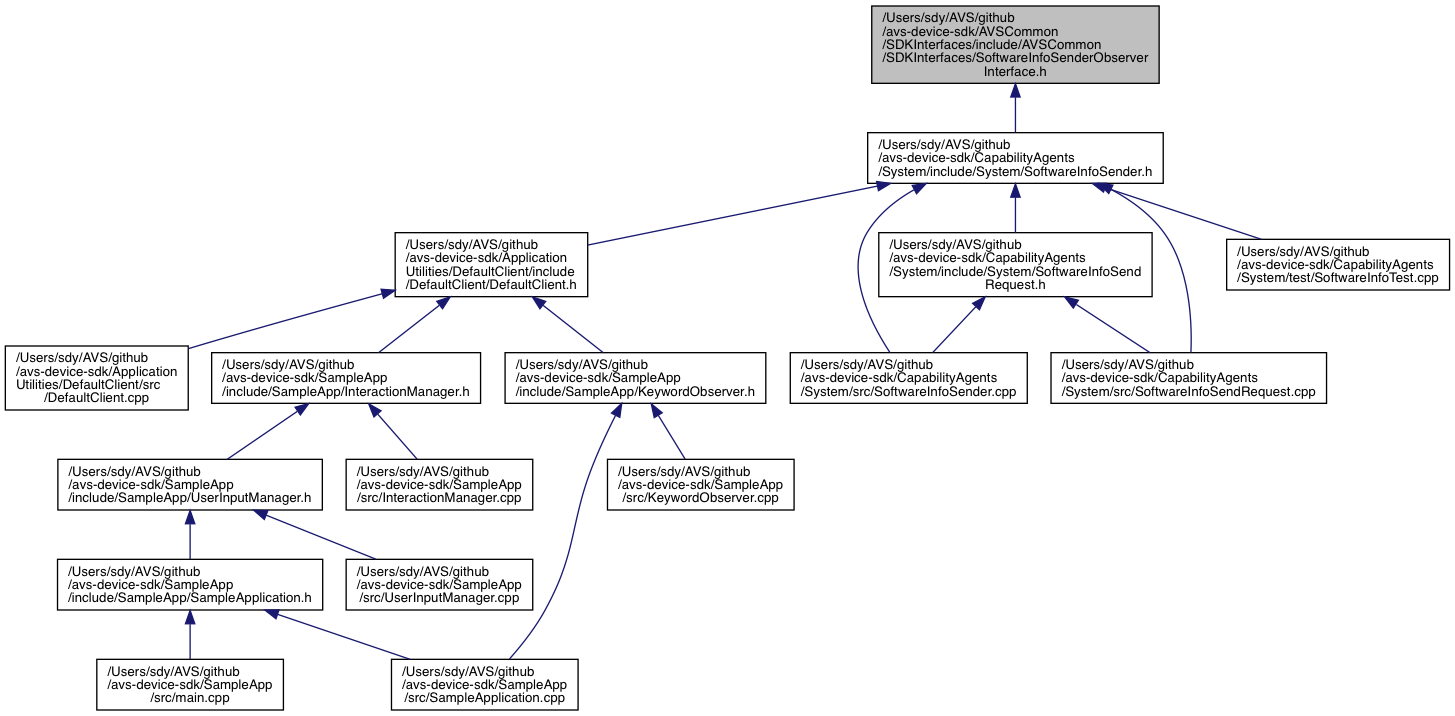 /Users/sdy/AVS/github
/avs-device-sdk/AVSCommon
/SDKInterfaces/include/AVSCommon
/SDKInterfaces/SoftwareInfoSenderObserver
Interface.h
/Users/sdy/AVS/github
/avs-device-sdk/CapabilityAgents
/System/include/System/SoftwareInfoSender.h
/Users/sdy/AVS/github
/avs-device-sdk/Application
Utilities/DefaultClient/include
/DefaultClient/DefaultClient.h
/Users/sdy/AVS/github
/avs-device-sdk/CapabilityAgents
/System/include/System/SoftwareInfoSend
Request.h
/Users/sdy/AVS/github
/avs-device-sdk/CapabilityAgents
/System/test/SoftwareInfoTest.cpp
/Users/sdy/AVS/github
/avs-device-sdk/Application
Utilities/DefaultClient/src
/DefaultClient.cpp
/Users/sdy/AVS/github
/avs-device-sdk/SampleApp
/include/SampleApp/InteractionManager.h
/Users/sdy/AVS/github
/avs-device-sdk/SampleApp
/include/SampleApp/KeywordObserver.h
/Users/sdy/AVS/github
/avs-device-sdk/CapabilityAgents
/System/src/SoftwareInfoSender.cpp
/Users/sdy/AVS/github
/avs-device-sdk/CapabilityAgents
/System/src/SoftwareInfoSendRequest.cpp
/Users/sdy/AVS/github
/avs-device-sdk/SampleApp
/include/SampleApp/UserInputManager.h
/Users/sdy/AVS/github
/avs-device-sdk/SampleApp
/src/InteractionManager.cpp
/Users/sdy/AVS/github
/avs-device-sdk/SampleApp
/src/KeywordObserver.cpp
/Users/sdy/AVS/github
/avs-device-sdk/SampleApp
/include/SampleApp/SampleApplication.h
/Users/sdy/AVS/github
/avs-device-sdk/SampleApp
/src/UserInputManager.cpp
/Users/sdy/AVS/github
/avs-device-sdk/SampleApp
/src/main.cpp
/Users/sdy/AVS/github
/avs-device-sdk/SampleApp
/src/SampleApplication.cpp